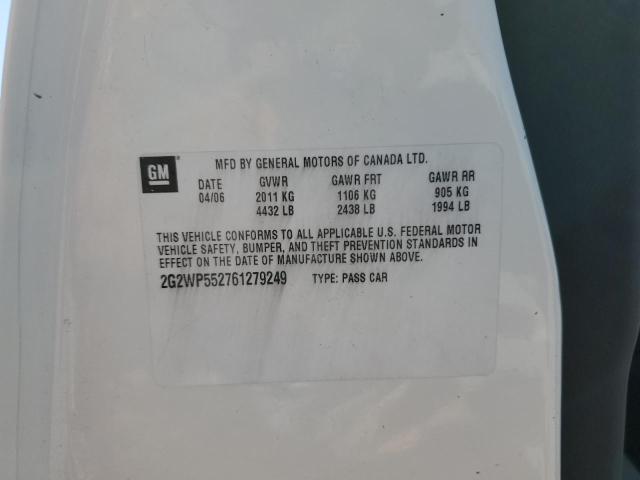 GM
MFD BY GENERAL MOTORS OF CANADA LTD.
DATE GVWR GAWR FRT GAWR RR
04/06 2011 KG 1106 KG 905 KG
4432 LB 2438 LB 1994 LB
THIS VEHICLE CONFORMS TO ALL APPLICABLE U.S. FEDERAL MOTOR
VEHICLE SAFETY, BUMPER, AND THEFT PREVENTION STANDARDS IN
EFFECT ON THE DATE OF MANUFACTURE SHOWN ABOVE.
2G2WP552761279249 TYPE: PASS CAR